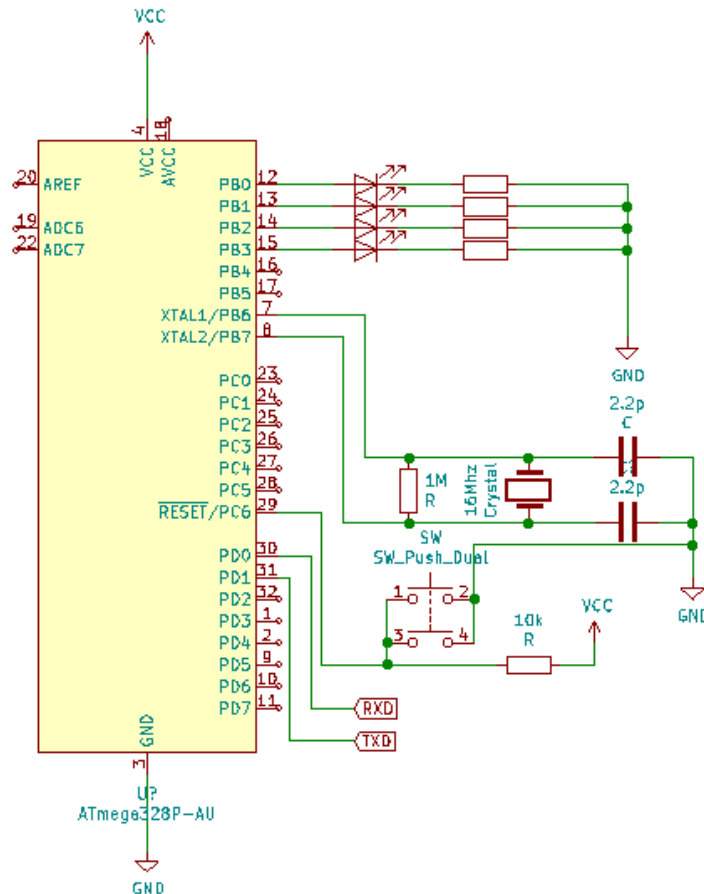 VCC
4
18
VCC
AVCC
20 AREF
PB0 12
PB1 13
19 ADC6
PB2 14
22 ADC7
PB3 15
PB4 16
PB5 17
XTAL1/PB6 7
XTAL2/PB7 8
GND
PC0 23
2.2p
C
PC1 24
PC2 25
PC3 26
PC4 27
1M
R
16Mhz
Crystal
2.2p
PC5 28
RESET/PC6 29
SW
SW_Push_Dual
PD0 30
PD1 31
PD2 32
1 2
VCC
GND
PD3 1
10k
R
PD4 2
3 4
PD5 9
PD6 10
PD7 11
RXD
TXD
GND
3
U?
ATmega328P-AU
GND